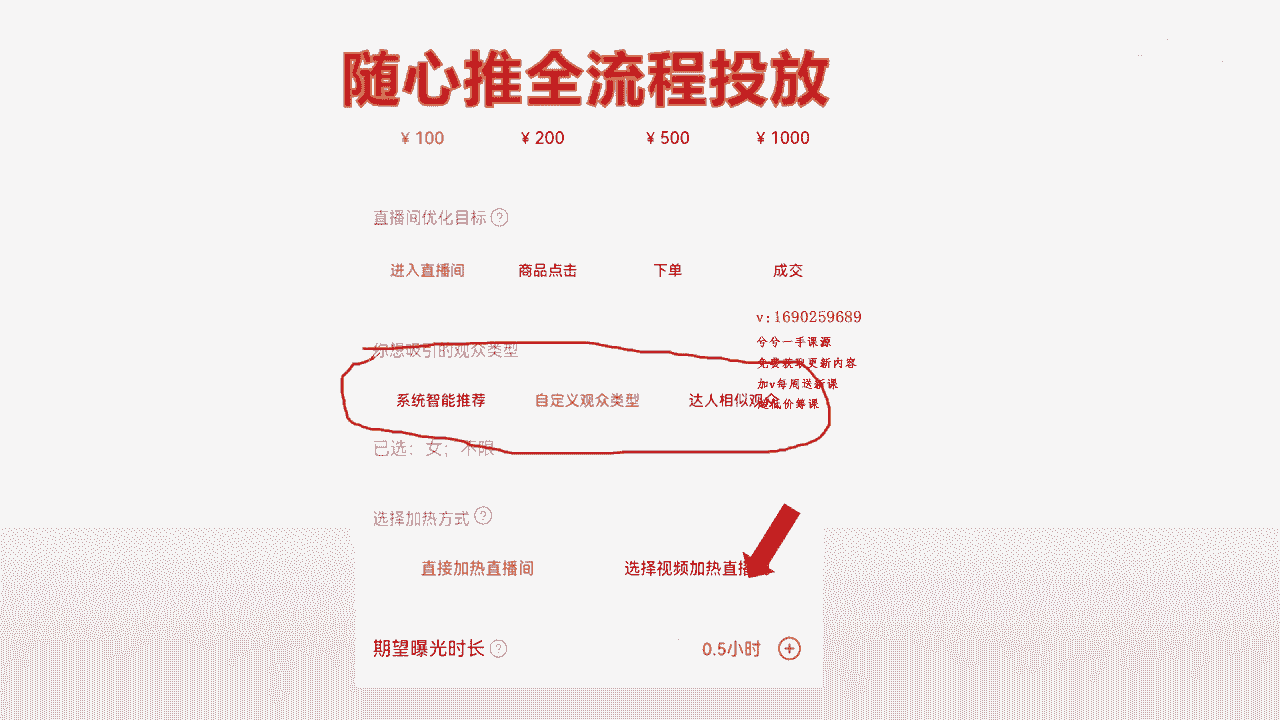 随心推全流程投放
¥ 100 ¥ 200 ¥ 500 ¥ 1000
直播间优化目标 ?
进入直播间 商品点击 下单 成交
v:1690259689
兮兮一手课源
你想吸引的观众类型
免费获取更新内容
加v每周送新课
系统智能推荐 自定义观众类型 达人相似观众
低价筹课
已选：女；不限
选择加热方式 ?
直接加热直播间 选择视频加热直播
期望曝光时长 ? 0.5小时 +